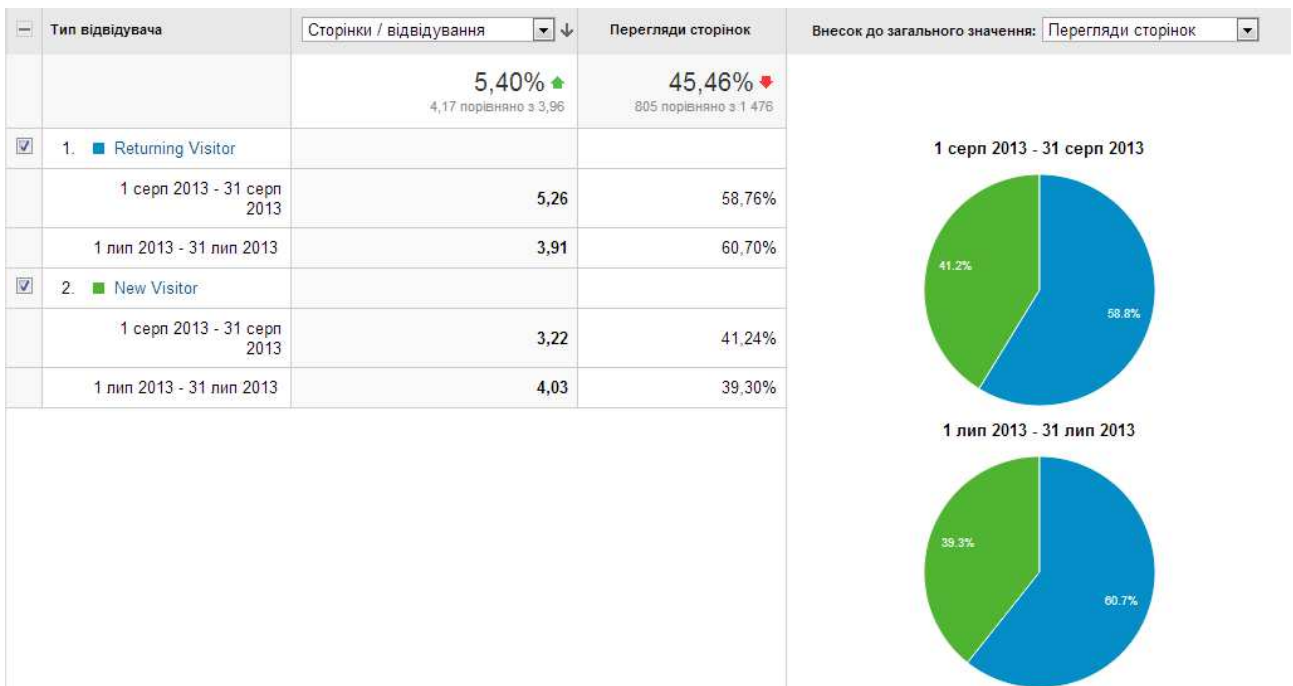 Тип відвідувача Сторінки / відвідування Перегляди сторінок Внесок до загального значення: Перегляди сторінок
5,40% 45,46%
4,17 порівняно з 3,96 805 порівняно з 1 476
1. Returning Visitor
1 серп 2013 - 31 серп
2013 5,26 58,76%
1 лип 2013 - 31 лип 2013 3,91 60,70%
2. New Visitor
1 серп 2013 - 31 серп
2013 3,22 41,24%
1 лип 2013 - 31 лип 2013 4,03 39,30%
1 серп 2013 - 31 серп 2013
41.2%
58.8%
1 лип 2013 - 31 лип 2013
39.3%
60.7%